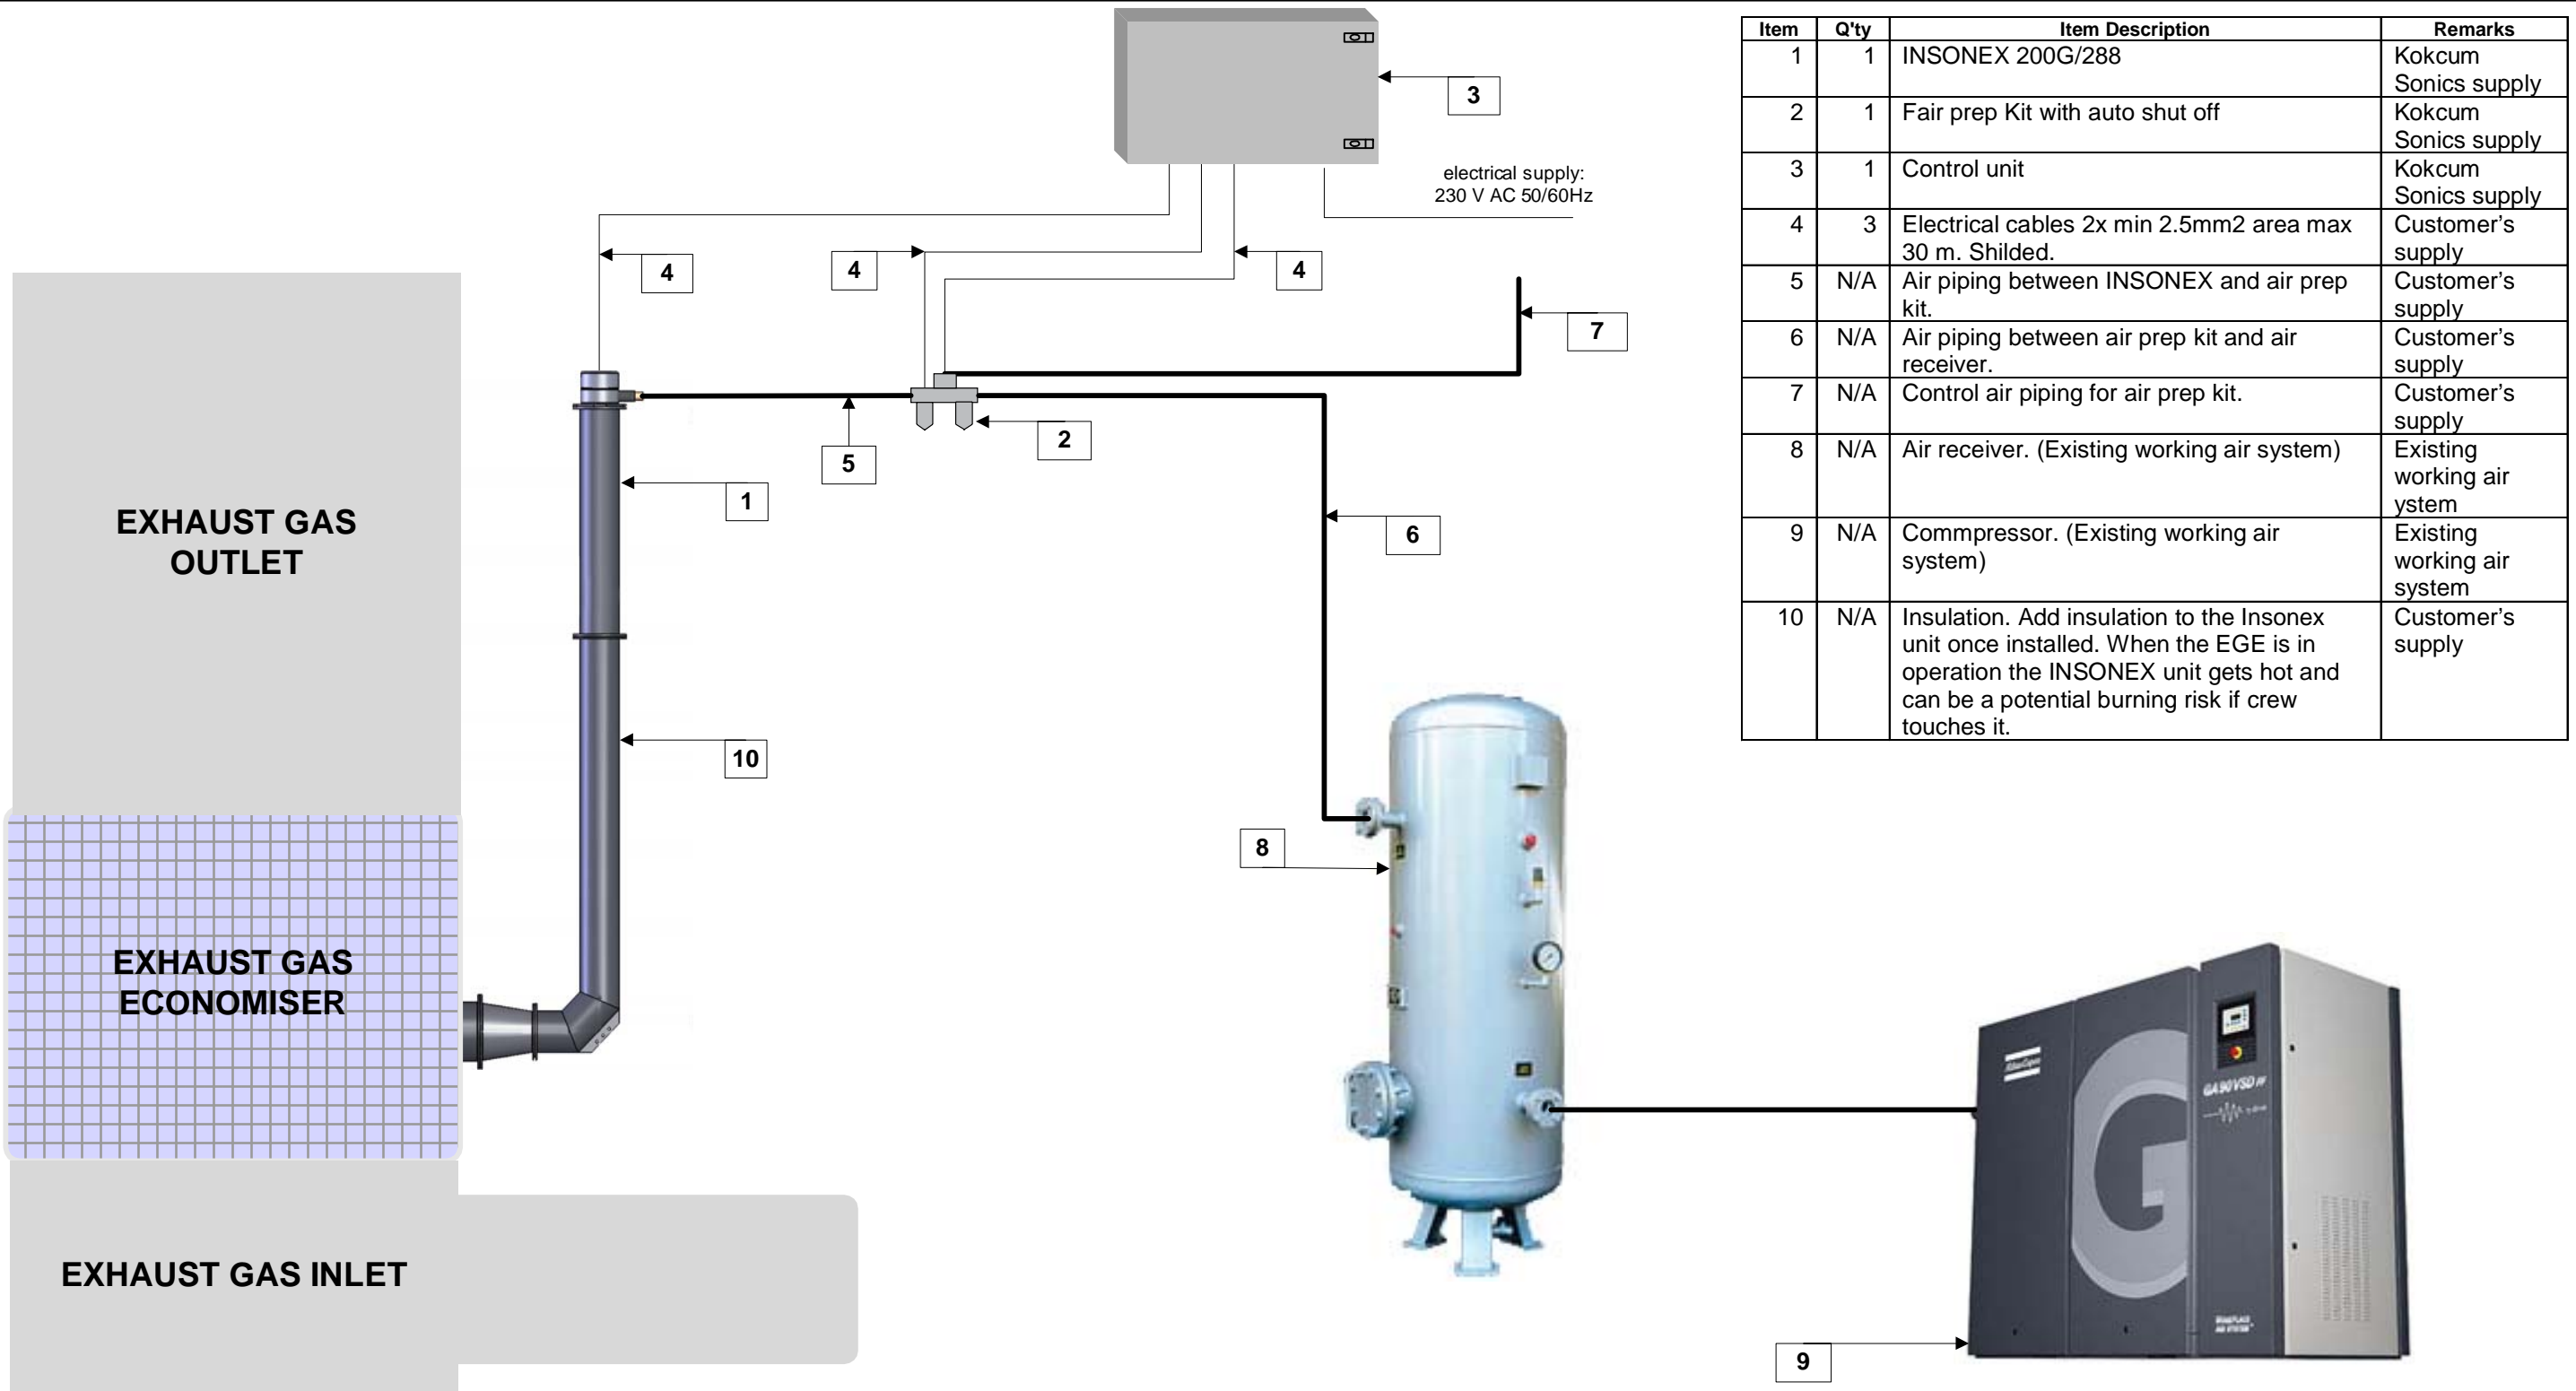 3
electrical supply:
230 V AC 50/60Hz
4
4
4
7
5
2
1
6
10
8
9
EXHAUST GAS
OUTLET
EXHAUST GAS
ECONOMISER
EXHAUST GAS INLET
GA 90 VSD
Item Q'ty Item Description Remarks
1 1 INSONEX 200G/288 Kokcum
Sonics supply
2 1 Fair prep Kit with auto shut off Kokcum
Sonics supply
3 1 Control unit Kokcum
Sonics supply
4 3 Electrical cables 2x min 2.5mm2 area max Customer's
30 m. Shilded. supply
5 N/A Air piping between INSONEX and air prep Customer's
kit. supply
6 N/A Air piping between air prep kit and air Customer's
receiver. supply
7 N/A Control air piping for air prep kit. Customer's
supply
8 N/A Air receiver. (Existing working air system) Existing
working air
ystem
9 N/A Commpressor. (Existing working air Existing
system) working air
system
10 N/A Insulation. Add insulation to the Insonex Customer's
unit once installed. When the EGE is in supply
operation the INSONEX unit gets hot and
can be a potential burning risk if crew
touches it.